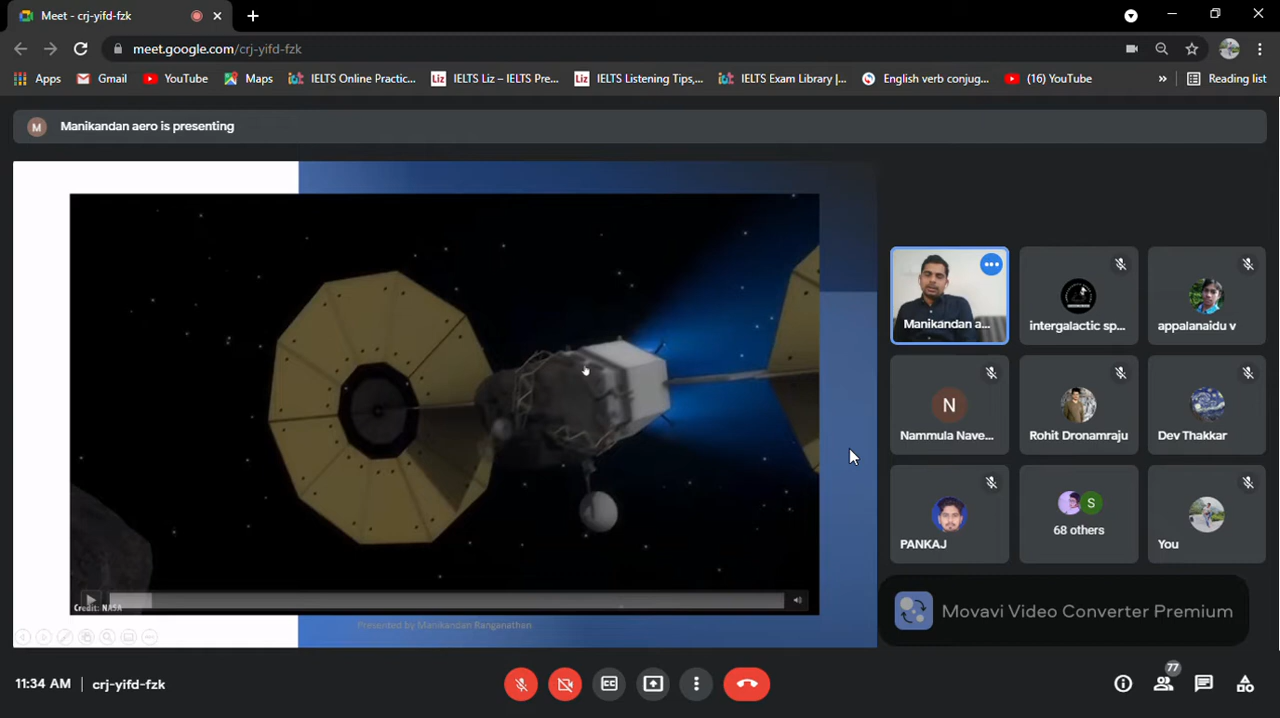 Meet - crj-yifd-fzk
meet.google.com/crj-yifd-fzk
Apps
Gmail
YouTube
Maps
IELTS Online Practic...
IELTS Liz – IELTS Pre...
IELTS Listening Tips,...
IELTS Exam Library |...
English verb conjug...
(16) YouTube
»
Reading list
M
Manikandan aero is presenting
Manikandan a...
intergalactic sp...
appalanaidu v
N
Nammula Nave...
Rohit Dronamraju
Dev Thakkar
PANKAJ
S
68 others
You
Credit: NASA
Presented by Manikandan Ranganathan
Movavi Video Converter Premium
11:34 AM | crj-yifd-fzk
CC
77